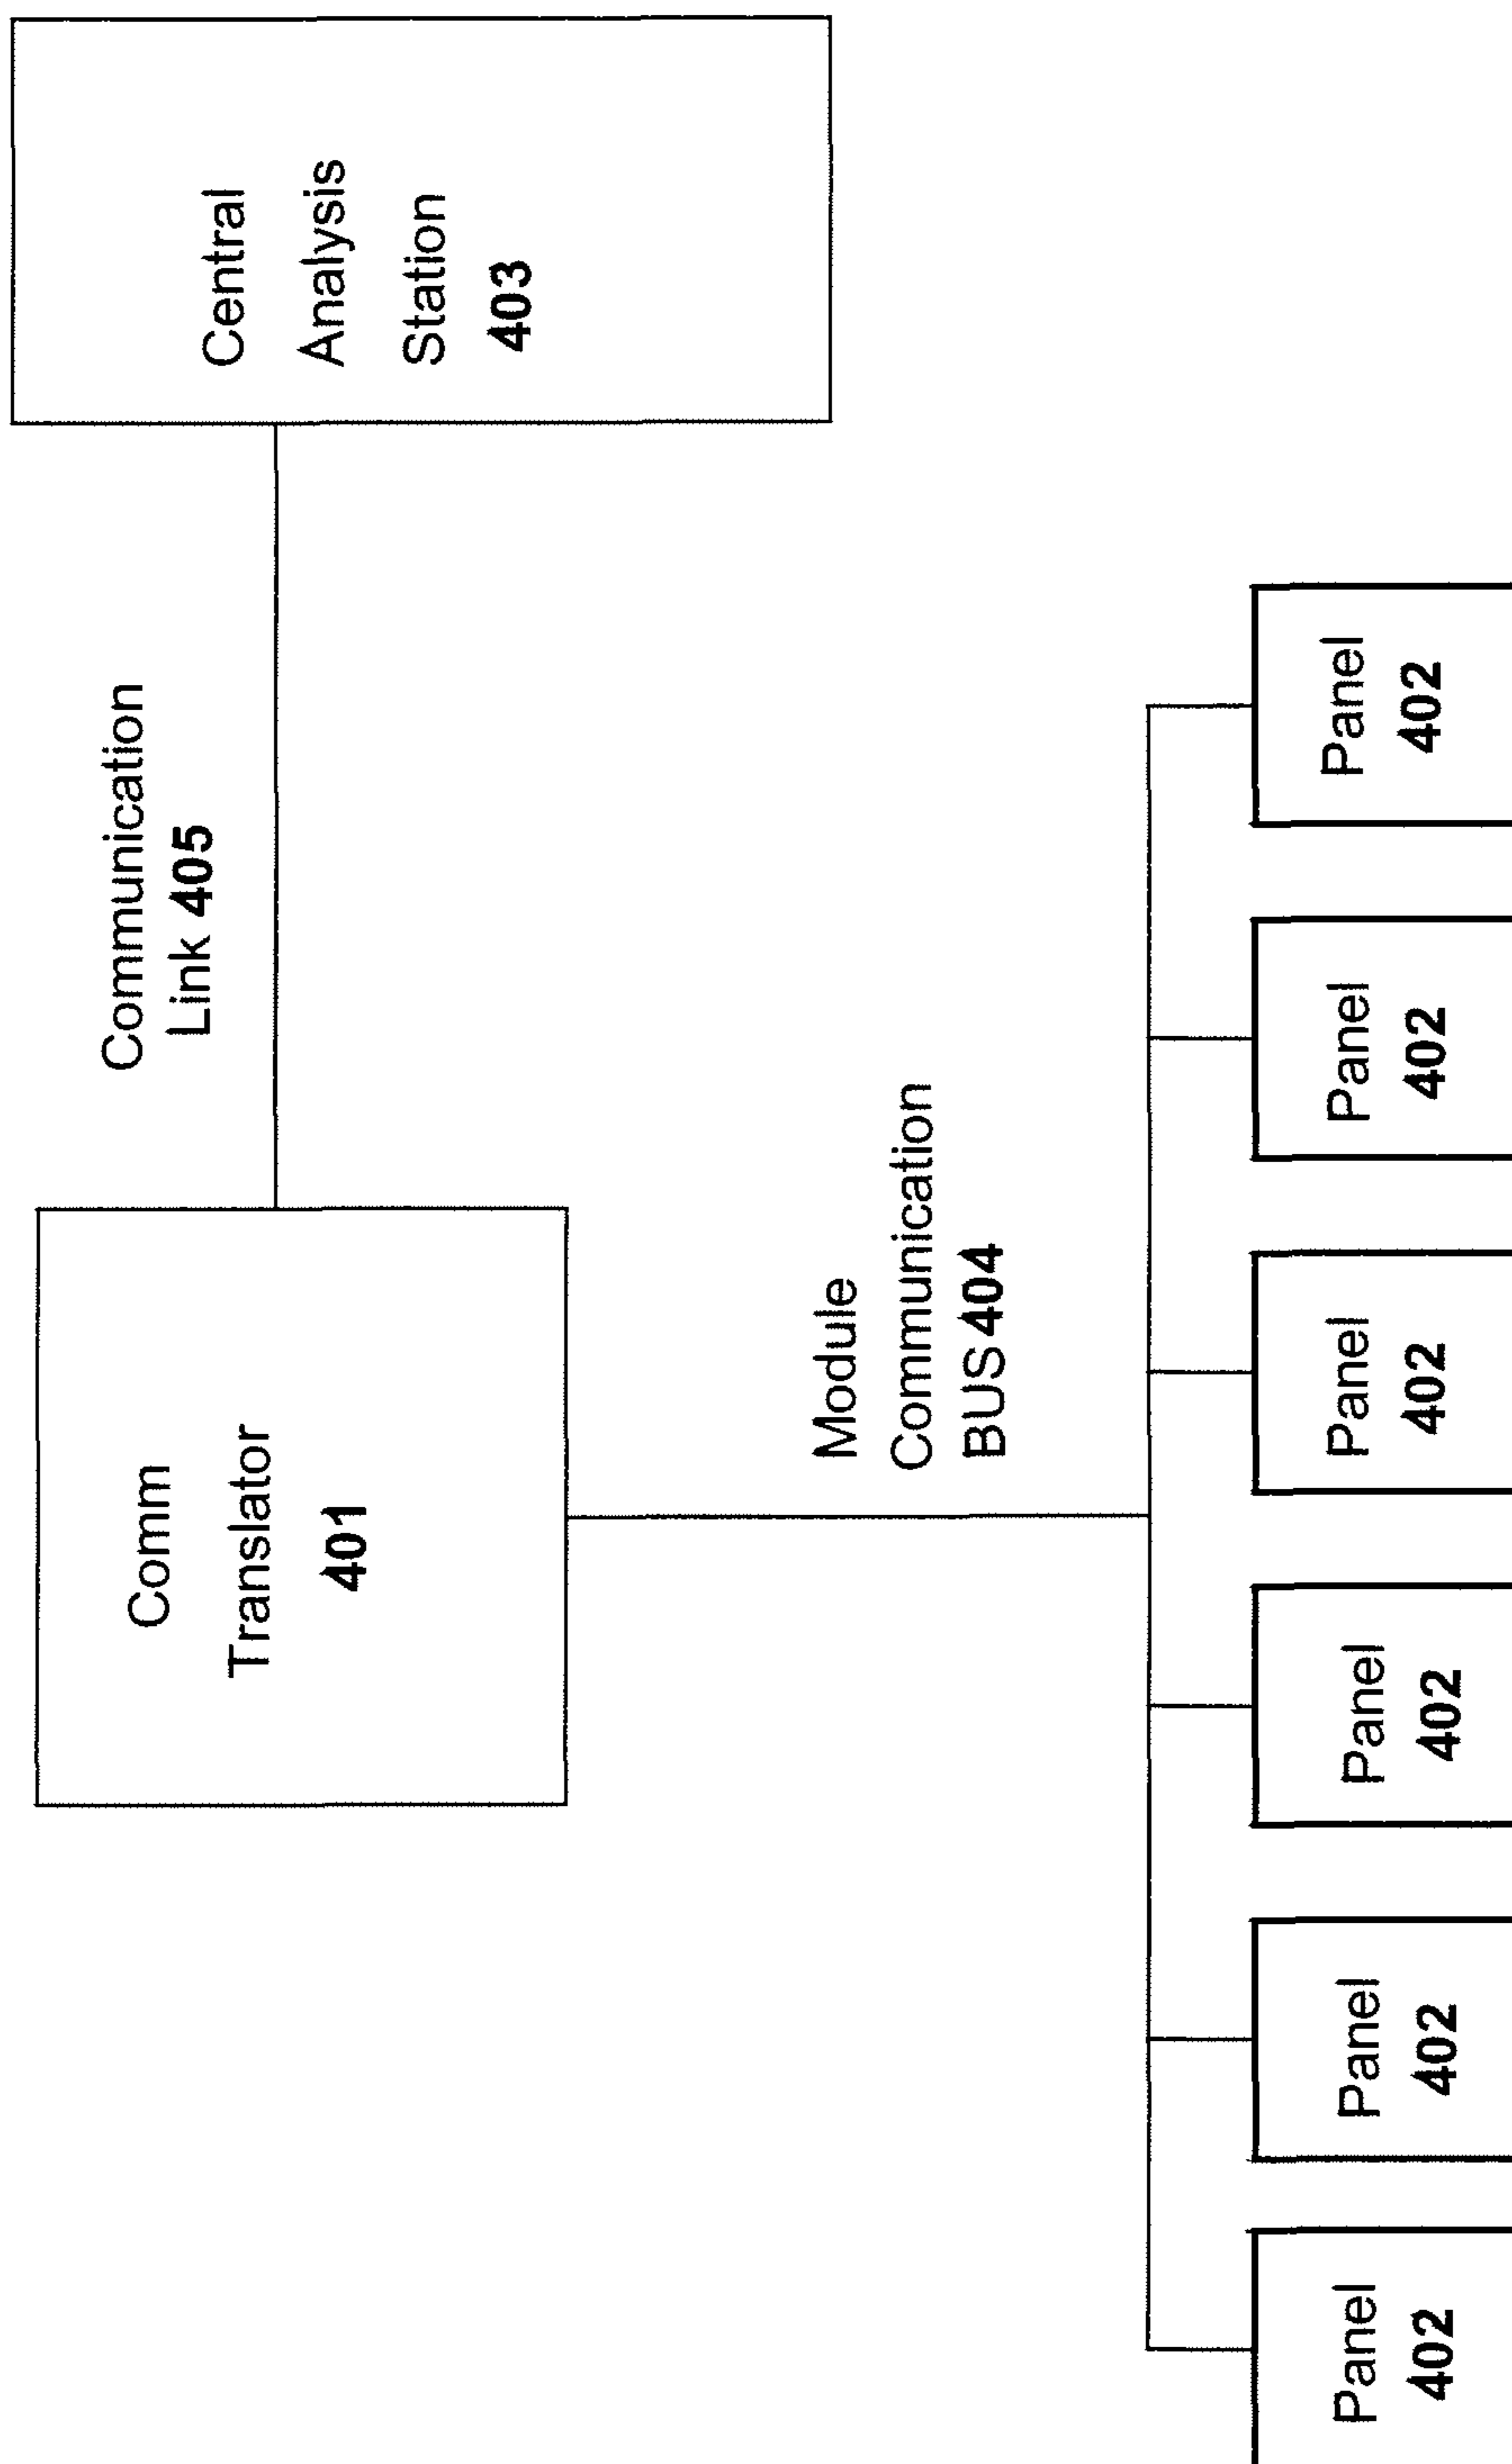 Comm
Translator
401
Communication
Link 405
Central
Analysis
Station
403
Module
Communication
BUS 404
Panel
402
Panel
402
Panel
402
Panel
402
Panel
402
Panel
402